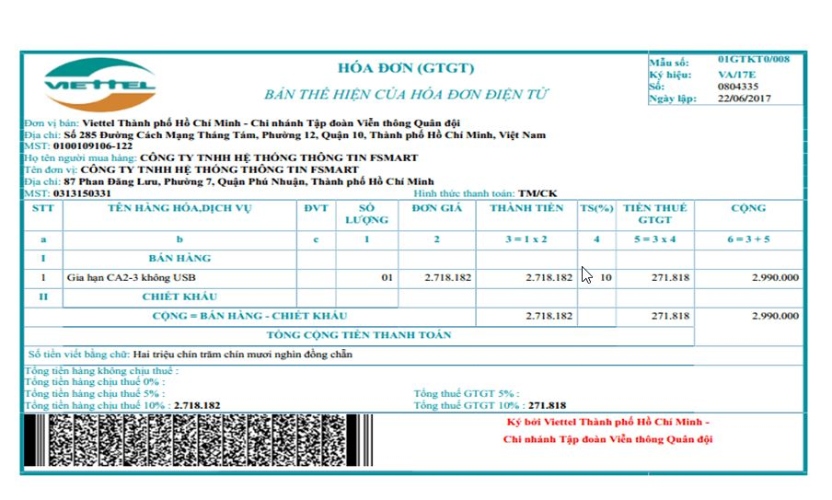 VIETTEL
HÓA ĐƠN (GTGT)
BẢN THỂ HIỆN CỦA HÓA ĐƠN ĐIỆN TỬ
Mẫu số: 01GTKT0/008
Ký hiệu: VA/17E
Số: 0804335
Ngày lập: 22/06/2017
Đơn vị bán: Viettel Thành phố Hồ Chí Minh - Chi nhánh Tập đoàn Viễn thông Quân đội
Địa chỉ: Số 285 Đường Cách Mạng Tháng Tám, Phường 12, Quận 10, Thành phố Hồ Chí Minh, Việt Nam
MST: 0100109106-122
Họ tên người mua hàng: CÔNG TY TNHH HỆ THỐNG THÔNG TIN FSMART
Tên đơn vị: CÔNG TY TNHH HỆ THỐNG THÔNG TIN FSMART
Địa chỉ: 87 Phan Đăng Lưu, Phường 7, Quận Phú Nhuận, Thành phố Hồ Chí Minh
MST: 0313150331 Hình thức thanh toán: TM/CK
STT TÊN HÀNG HÓA,DỊCH VỤ ĐVT SỐ LƯỢNG ĐƠN GIÁ THÀNH TIỀN TS(%) TIỀN THUẾ GTGT CỘNG
a b c 1 2 3 = 1 x 2 4 5 = 3 x 4 6 = 3 + 5
I BÁN HÀNG
1 Gia hạn CA2-3 không USB 01 2.718.182 2.718.182 10 271.818 2.990.000
II CHIẾT KHẤU
CỘNG = BÁN HÀNG - CHIẾT KHẤU 2.718.182 271.818 2.990.000
TỔNG CỘNG TIỀN THANH TOÁN
Số tiền viết bằng chữ: Hai triệu chín trăm chín mươi nghìn đồng chẵn
Tổng tiền hàng không chịu thuế :
Tổng tiền hàng chịu thuế 0% :
Tổng tiền hàng chịu thuế 5% : Tổng thuế GTGT 5% :
Tổng tiền hàng chịu thuế 10% : 2.718.182 Tổng thuế GTGT 10% : 271.818
Ký bởi Viettel Thành phố Hồ Chí Minh -
Chi nhánh Tập đoàn Viễn thông Quân đội